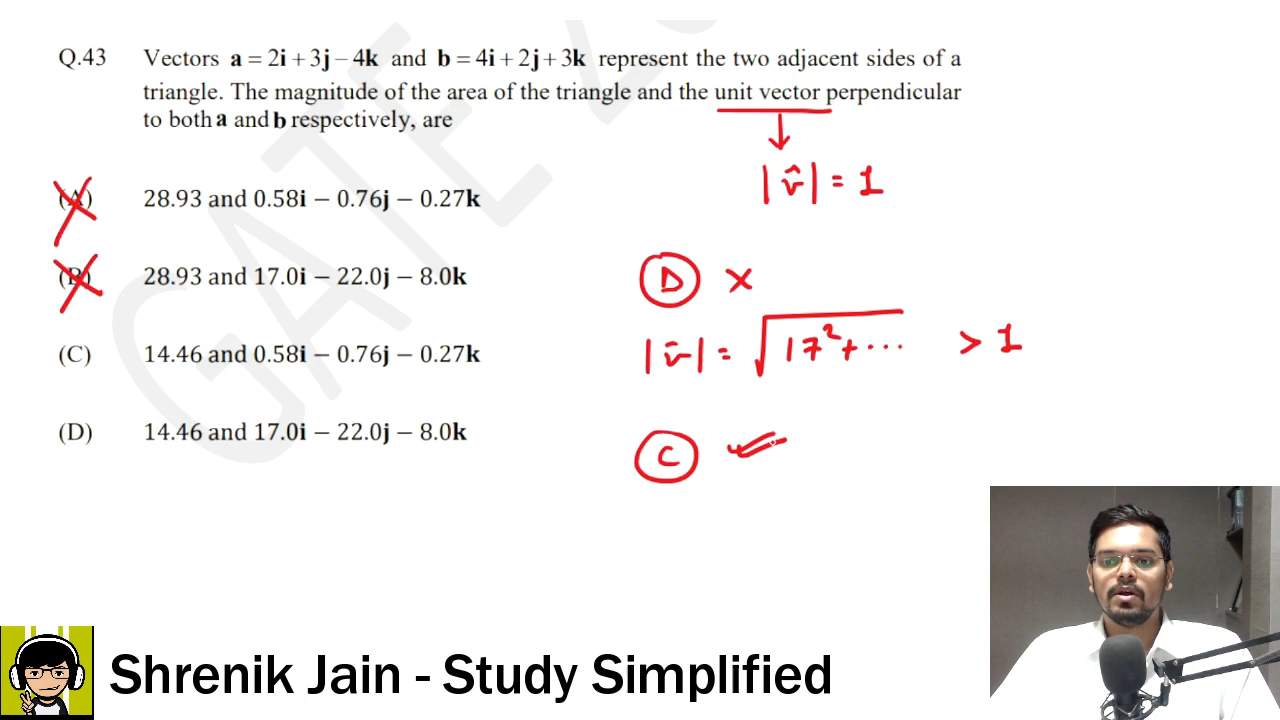 Q.43 Vectors a = 2i + 3j – 4k and b = 4i + 2j + 3k represent the two adjacent sides of a
triangle. The magnitude of the area of the triangle and the unit vector perpendicular
to both a and b respectively, are
|v̂| = 1
(A) 28.93 and 0.58i − 0.76j − 0.27k
(B) 28.93 and 17.0i − 22.0j − 8.0k
D ×
|v̄| = √17²+... > 1
(C) 14.46 and 0.58i − 0.76j − 0.27k
(D) 14.46 and 17.0i − 22.0j − 8.0k
C ✓
GATE 2
Shrenik Jain - Study Simplified